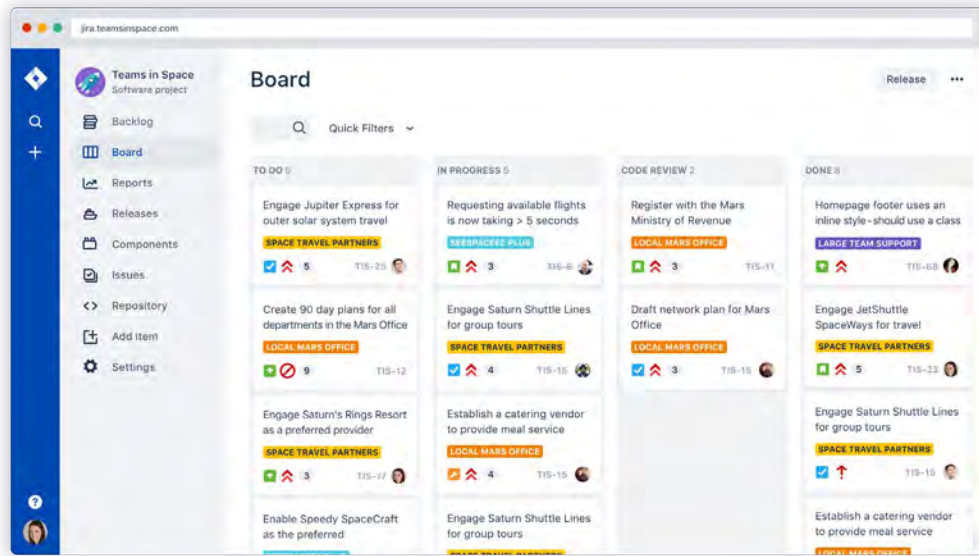 jira.teamsinspace.com
Teams in Space
Software project
Backlog
Board
Reports
Releases
Components
Issues
Repository
Add item
Settings
?
Board
Release
Quick Filters
TO DO 5
Engage Jupiter Express for
outer solar system travel
SPACE TRAVEL PARTNERS
5
TIS-25
Create 90 day plans for all
departments in the Mars Office
LOCAL MARS OFFICE
9
TIS-12
Engage Saturn's Rings Resort
as a preferred provider
SPACE TRAVEL PARTNERS
3
TIS-17
Enable Speedy SpaceCraft
as the preferred
IN PROGRESS 5
Requesting available flights
is now taking > 5 seconds
SEESPACEEZ PLUS
3
TIS-8
Engage Saturn Shuttle Lines
for group tours
SPACE TRAVEL PARTNERS
4
TIS-15
Establish a catering vendor
to provide meal service
LOCAL MARS OFFICE
4
TIS-15
Engage Saturn Shuttle Lines
for group tours
SPACE TRAVEL PARTNERS
CODE REVIEW 2
Register with the Mars
Ministry of Revenue
LOCAL MARS OFFICE
3
TIS-11
Draft network plan for Mars
Office
LOCAL MARS OFFICE
3
TIS-15
DONE 8
Homepage footer uses an
inline style-should use a class
LARGE TEAM SUPPORT
TIS-68
Engage JetShuttle
SpaceWays for travel
SPACE TRAVEL PARTNERS
5
TIS-23
Engage Saturn Shuttle Lines
for group tours
SPACE TRAVEL PARTNERS
TIS-15
Establish a catering vendor
to provide meal service
LOCAL MARS OFFICE